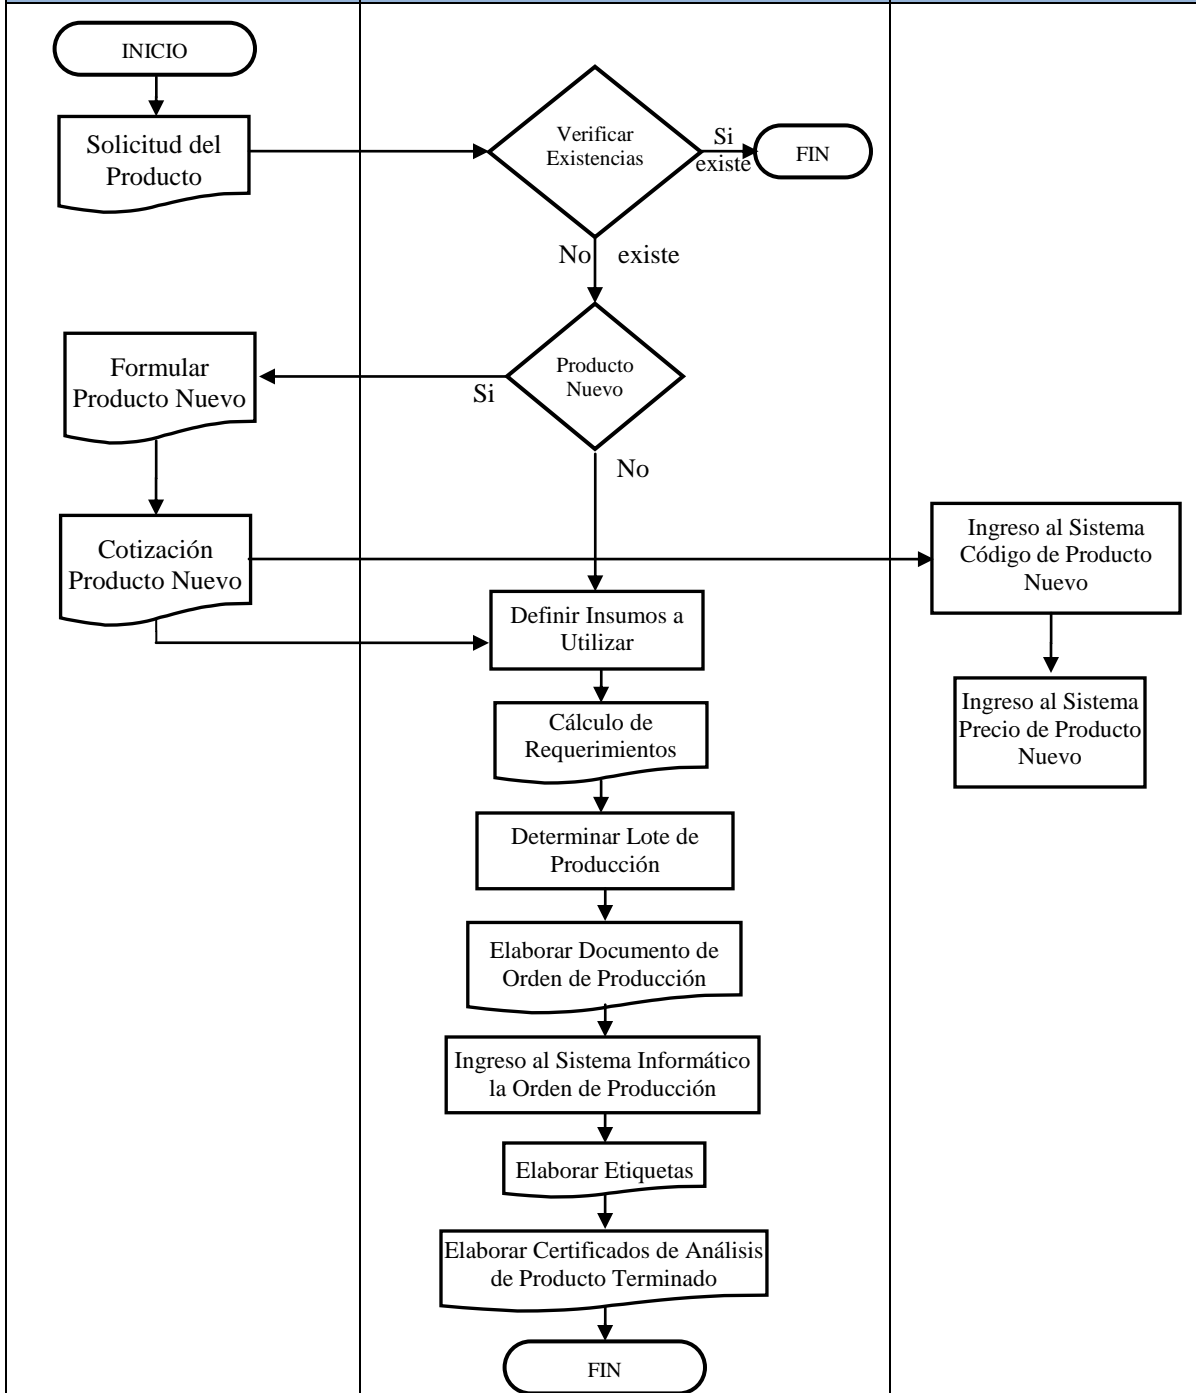 INICIO
Solicitud del
Producto
Verificar
Existencias
Si
existe
FIN
No existe
Formular
Producto Nuevo
Producto
Nuevo
Si
No
Cotización
Producto Nuevo
Ingreso al Sistema
Código de Producto
Nuevo
Definir Insumos a
Utilizar
Ingreso al Sistema
Precio de Producto
Nuevo
Cálculo de
Requerimientos
Determinar Lote de
Producción
Elaborar Documento de
Orden de Producción
Ingreso al Sistema Informático
la Orden de Producción
Elaborar Etiquetas
Elaborar Certificados de Análisis
de Producto Terminado
FIN